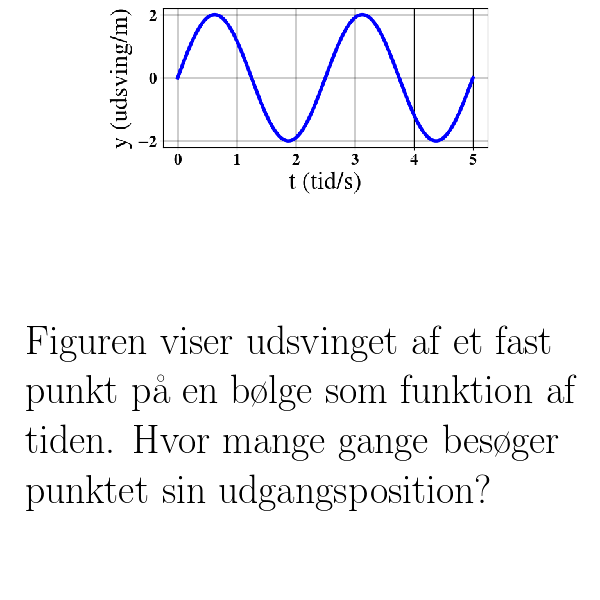 2
0
−2
y (udsving/m)
0 1 2 3 4 5
t (tid/s)
Figuren viser udsvinget af et fast
punkt på en bølge som funktion af
tiden. Hvor mange gange besøger
punktet sin udgangsposition?